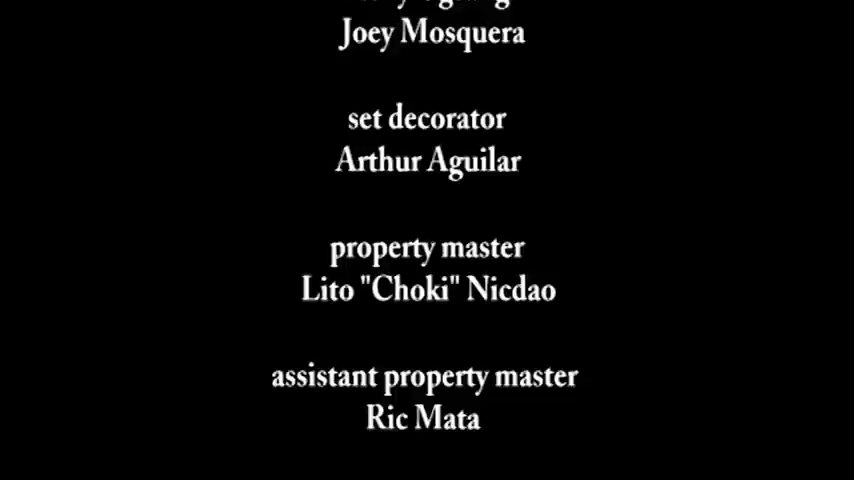 Joey Mosquera
set decorator
Arthur Aguilar
property master
Lito "Choki" Nicdao
assistant property master
Ric Mata